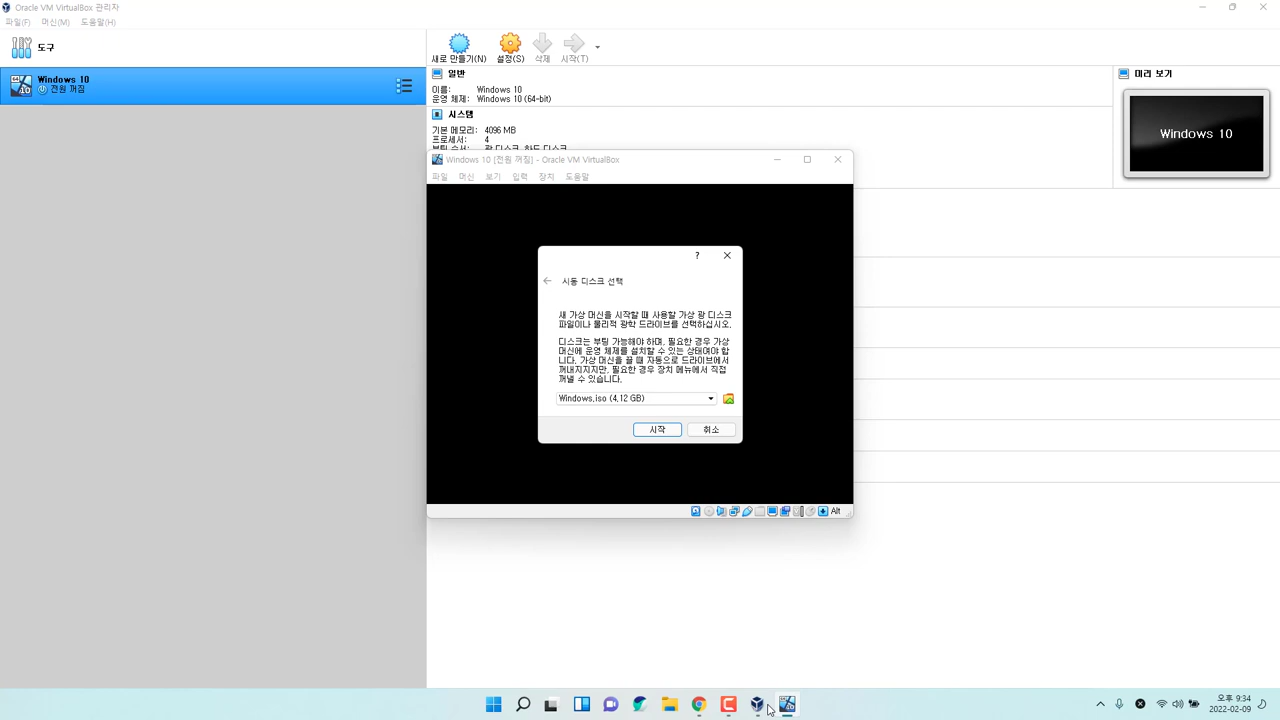 Oracle VM VirtualBox 관리자
파일(F) 머신(M) 도움말(H)
도구
Windows 10
전원 꺼짐
새로 만들기(N) 설정(S) 삭제 시작(T)
일반
이름: Windows 10
운영 체제: Windows 10 (64-bit)
시스템
기본 메모리: 4096 MB
프로세서: 4
미리 보기
Windows 10
Windows 10 [전원 꺼짐] - Oracle VM VirtualBox
파일 머신 보기 입력 장치 도움말
시동 디스크 선택
새 가상 머신을 시작할 때 사용할 가상 광 디스크
파일이나 물리적 광학 드라이브를 선택하십시오.
디스크는 부팅 가능해야 하며, 필요한 경우 가상
머신에 운영 체제를 설치할 수 있는 상태여야 합
니다. 가상 머신을 끌 때 자동으로 드라이브에서
꺼내지지만, 필요한 경우 장치 메뉴에서 직접
꺼낼 수 있습니다.
Windows.iso (4,12 GB)
시작 취소
Alt
오후 9:34
2022-02-09